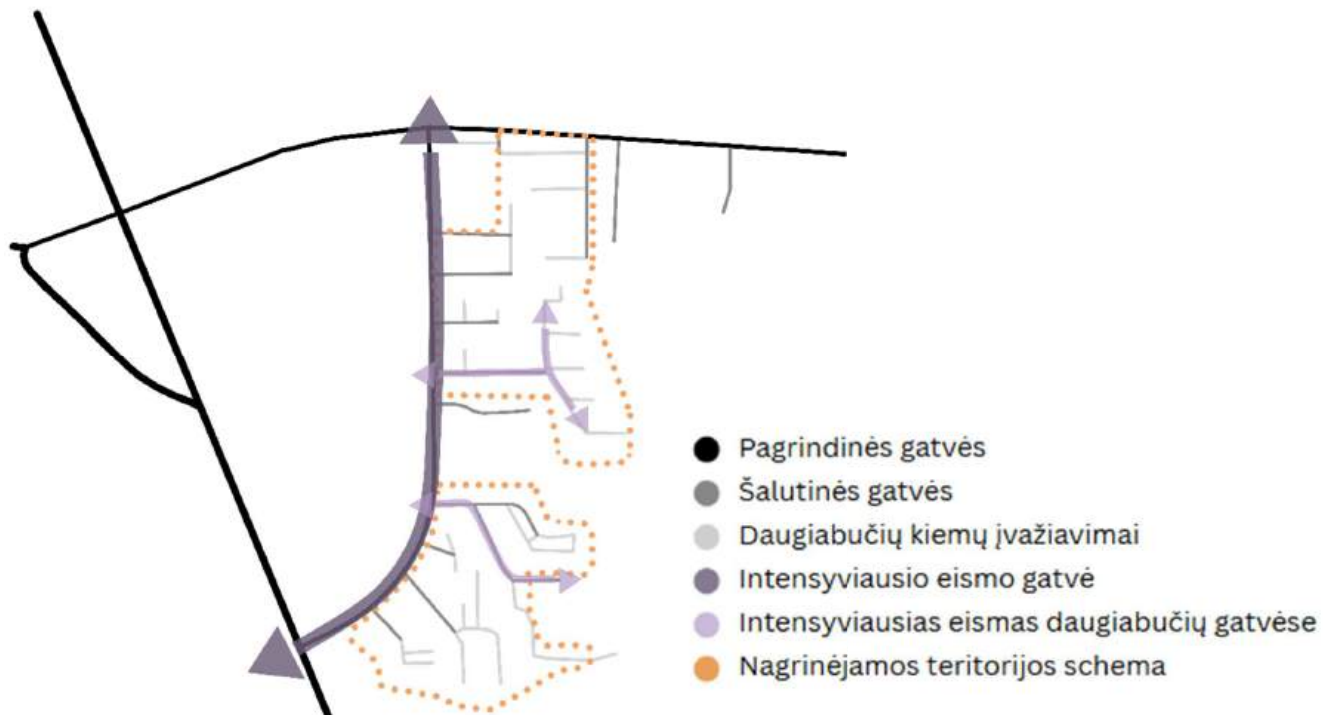 Pagrindinės gatvės
Šalutinės gatvės
Daugiabučių kiemų įvažiavimai
Intensyviausio eismo gatvė
Intensyviausias eismas daugiabučių gatvėse
Nagrinėjamos teritorijos schema